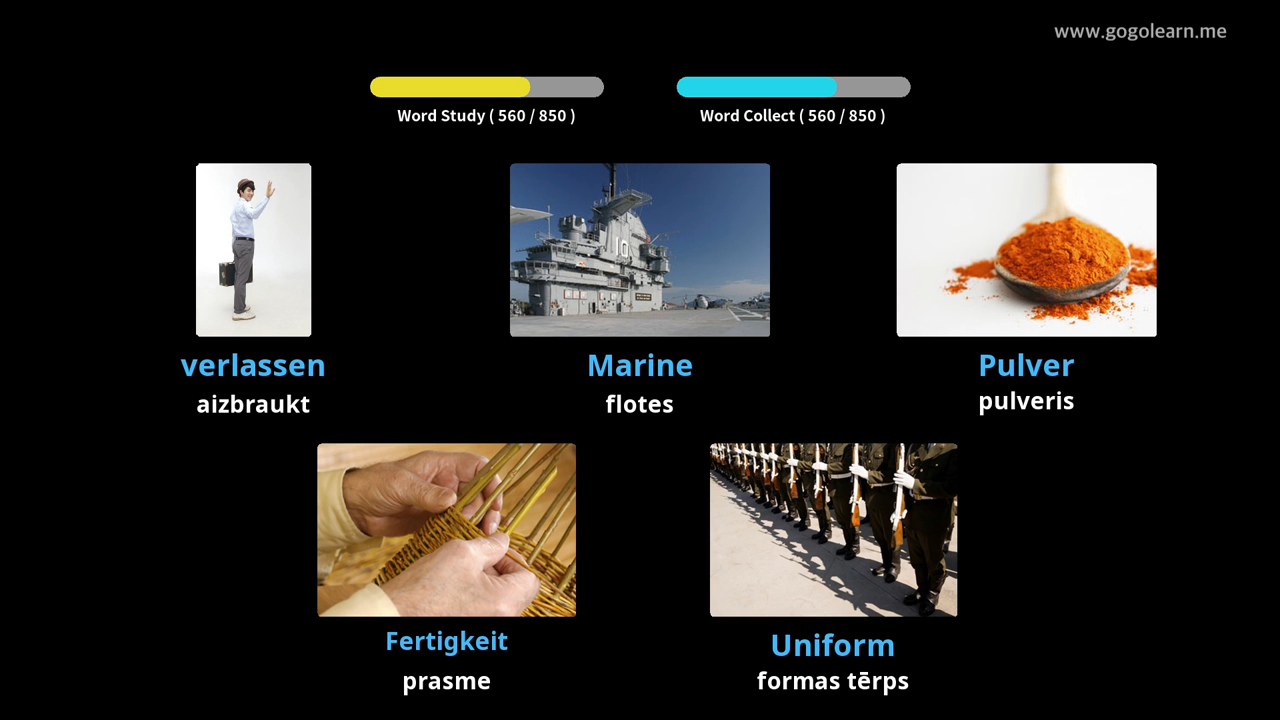 www.gogolearn.me
Word Study ( 560 / 850 )
Word Collect ( 560 / 850 )
verlassen
aizbraukt
Marine
flotes
Pulver
pulveris
Fertigkeit
prasme
Uniform
formas tērps